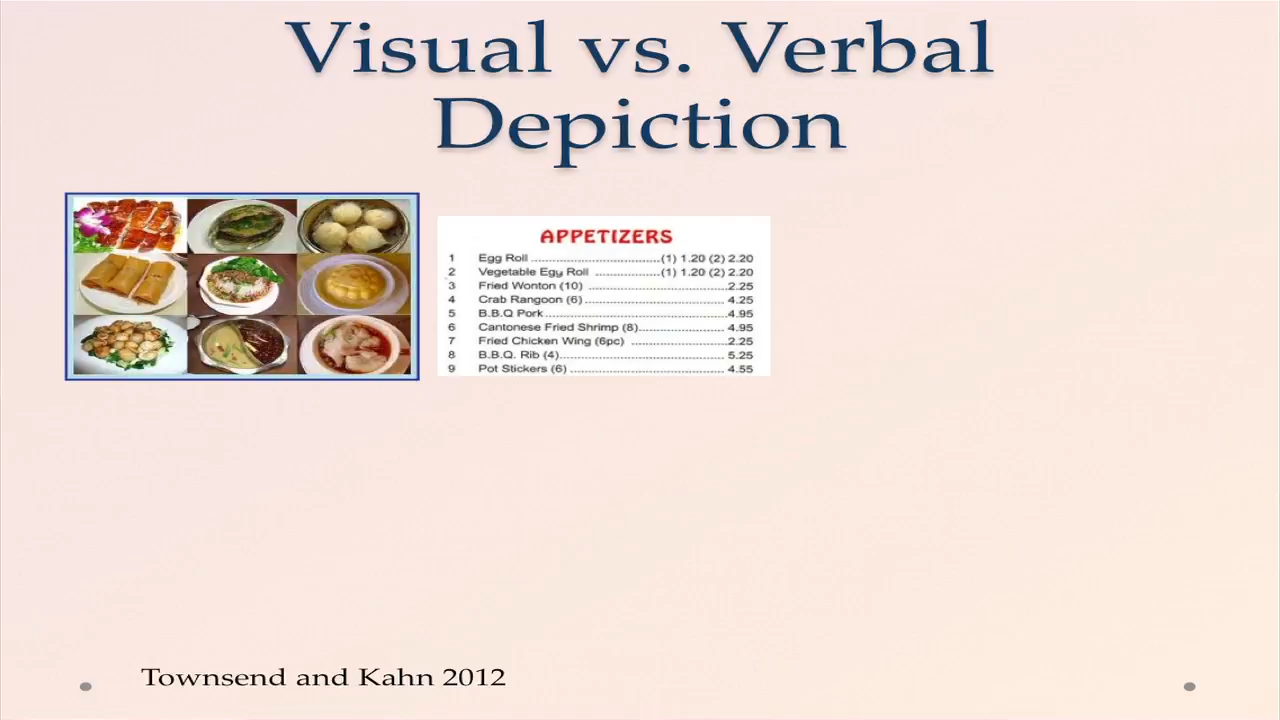 Visual vs. Verbal
Depiction
APPETIZERS
1 Egg Roll ........................................(1) 1.20 (2) 2.20
2 Vegetable Egg Roll ....................(1) 1.20 (2) 2.20
3 Fried Wonton (10) ...........................................2.25
4 Crab Rangoon (6) ........................................... 4.25
5 B.B.Q Pork ........................................................4.95
6 Cantonese Fried Shrimp (8)........................... 4.95
7 Fried Chicken Wing (6pc) .............................2.25
8 B.B.Q. Rib (4).................................................. 5.25
9 Pot Stickers (6) ............................................... 4.55
Townsend and Kahn 2012